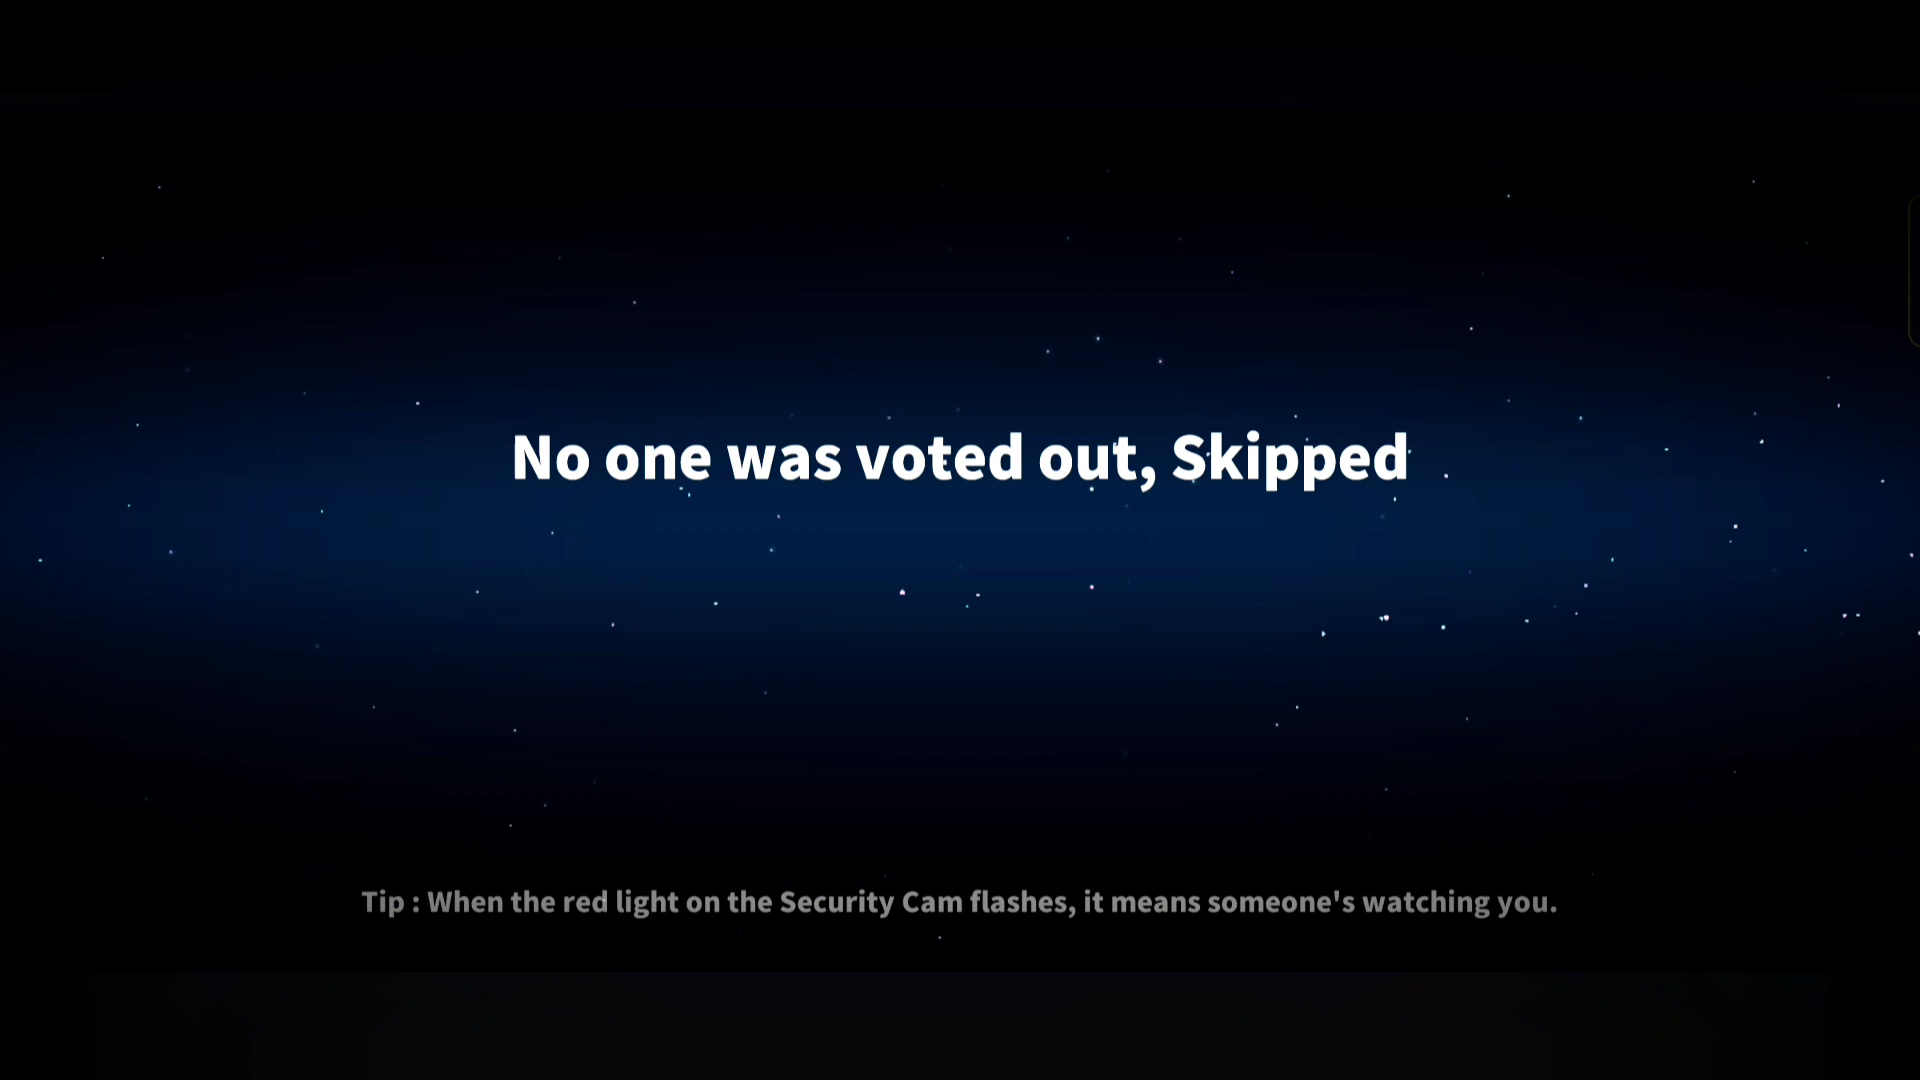 No one was voted out, Skipped
Tip : When the red light on the Security Cam flashes, it means someone's watching you.